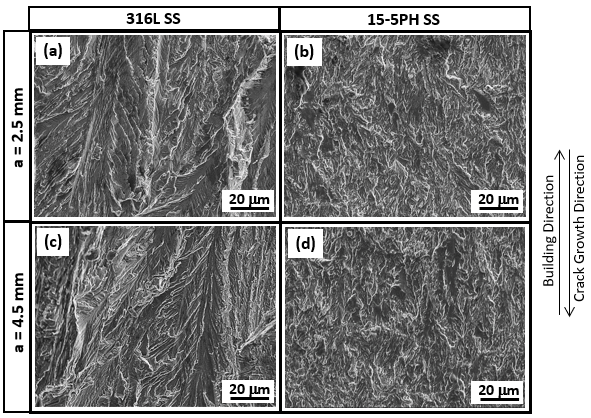 316L SS
15-5PH SS
a = 2.5 mm
(a)
20 µm
(b)
20 µm
a = 4.5 mm
(c)
20 µm
(d)
20 µm
Building Direction
Crack Growth Direction